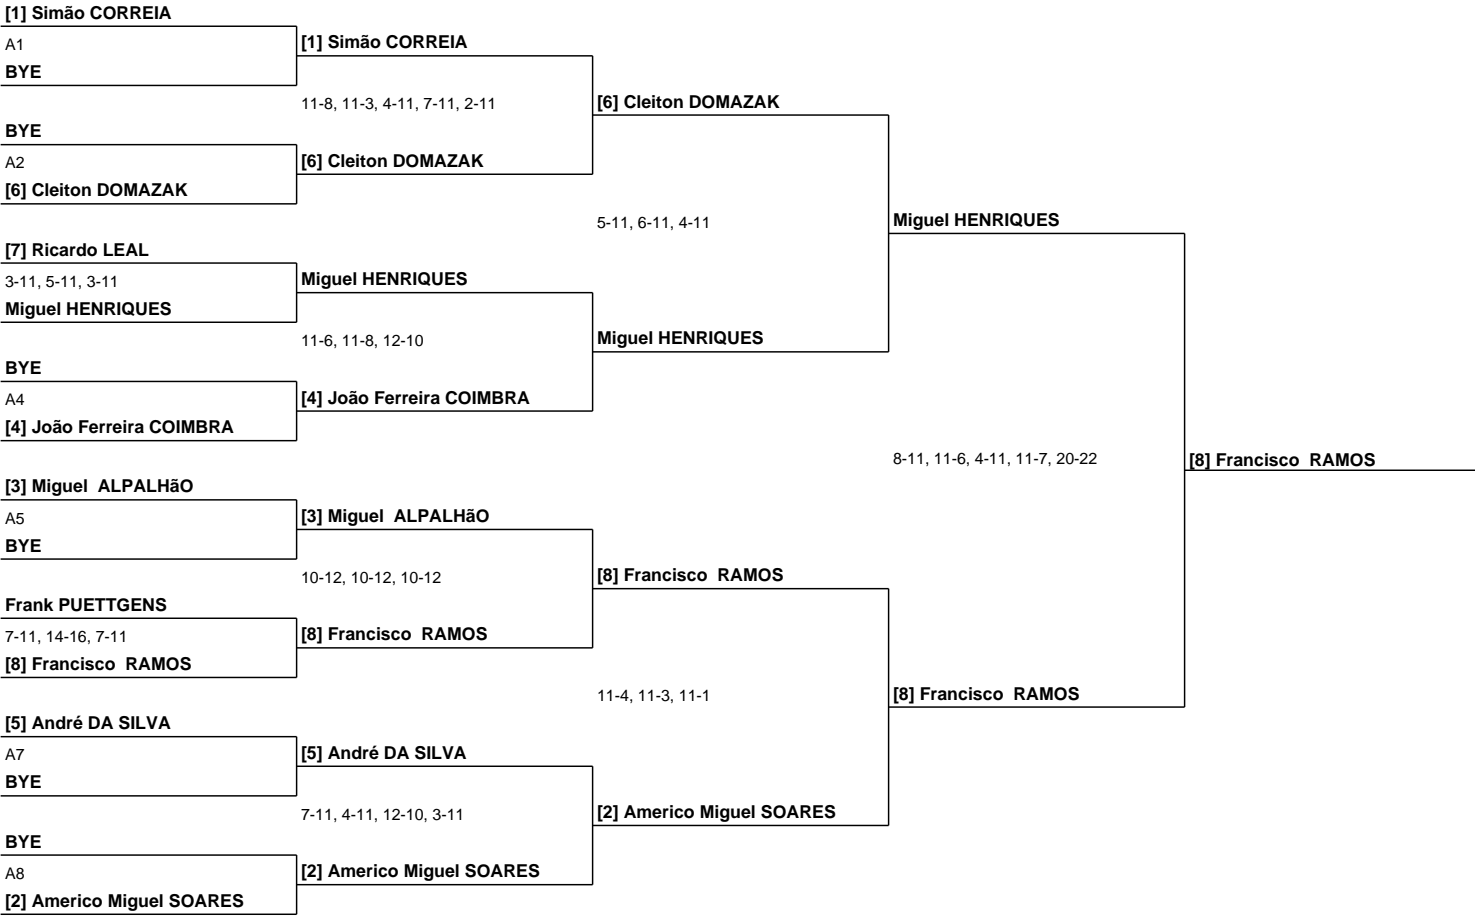 [1] Simão CORREIA
A1
BYE
BYE
A2
[6] Cleiton DOMAZAK
[7] Ricardo LEAL
3-11, 5-11, 3-11
Miguel HENRIQUES
BYE
A4
[4] João Ferreira COIMBRA
[3] Miguel  ALPALHãO
A5
BYE
Frank PUETTGENS
7-11, 14-16, 7-11
[8] Francisco  RAMOS
[5] André DA SILVA
A7
BYE
BYE
A8
[2] Americo Miguel SOARES
[1] Simão CORREIA
11-8, 11-3, 4-11, 7-11, 2-11
[6] Cleiton DOMAZAK
Miguel HENRIQUES
11-6, 11-8, 12-10
[4] João Ferreira COIMBRA
[3] Miguel  ALPALHãO
10-12, 10-12, 10-12
[8] Francisco  RAMOS
[5] André DA SILVA
7-11, 4-11, 12-10, 3-11
[2] Americo Miguel SOARES
[6] Cleiton DOMAZAK
5-11, 6-11, 4-11
Miguel HENRIQUES
[8] Francisco  RAMOS
11-4, 11-3, 11-1
[2] Americo Miguel SOARES
Miguel HENRIQUES
8-11, 11-6, 4-11, 11-7, 20-22
[8] Francisco  RAMOS
[8] Francisco  RAMOS